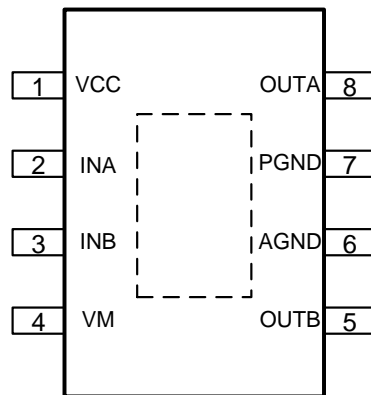 1 VCC OUTA 8
2 INA PGND 7
3 INB AGND 6
4 VM OUTB 5